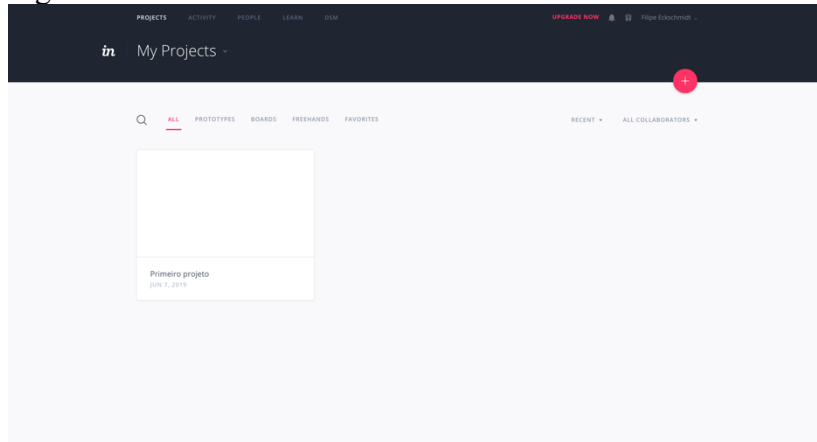 PROJECTS ACTIVITY PEOPLE LEARN DSM UPGRADE NOW Filipe Eckschmidt
in My Projects
+
ALL PROTOTYPES BOARDS FREEHANDS FAVORITES RECENT ALL COLLABORATORS
Primeiro projeto
JUN 7, 2019